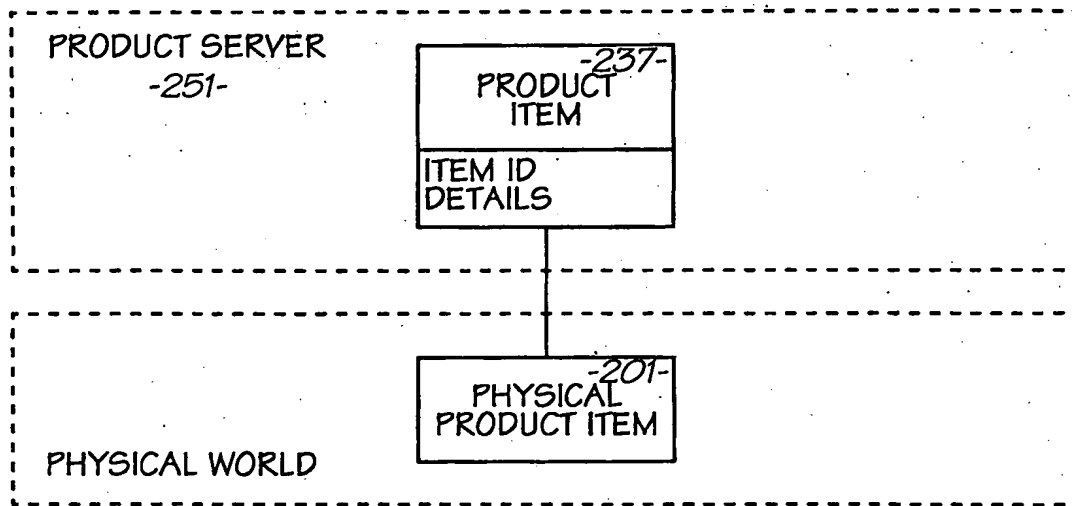 PRODUCT SERVER
-251-
-237-
PRODUCT
ITEM
ITEM ID
DETAILS
-201-
PHYSICAL
PRODUCT ITEM
PHYSICAL WORLD